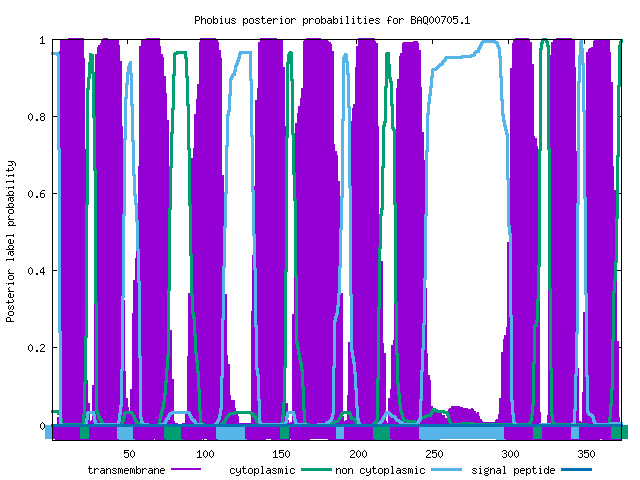 Phobius posterior probabilities for BAQ00705.1
Posterior label probability
1
0.8
0.6
0.4
0.2
0
50 100 150 200 250 300 350
transmembrane cytoplasmic non cytoplasmic signal peptide